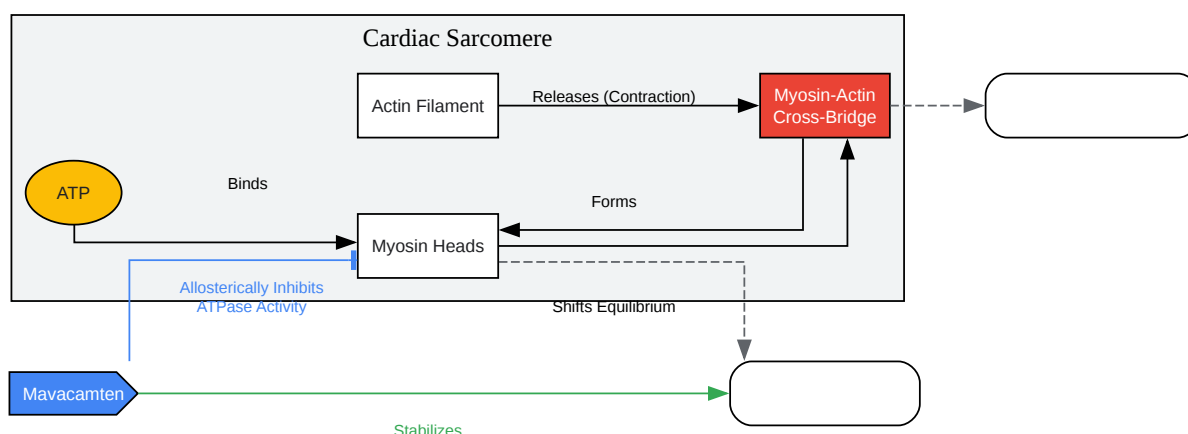 Cardiac Sarcomere
Actin Filament
Releases (Contraction)
Myosin-Actin
Cross-Bridge
ATP
Binds
Forms
Myosin Heads
Allosterically Inhibits
ATPase Activity
Shifts Equilibrium
Mavacamten
Stabilizes